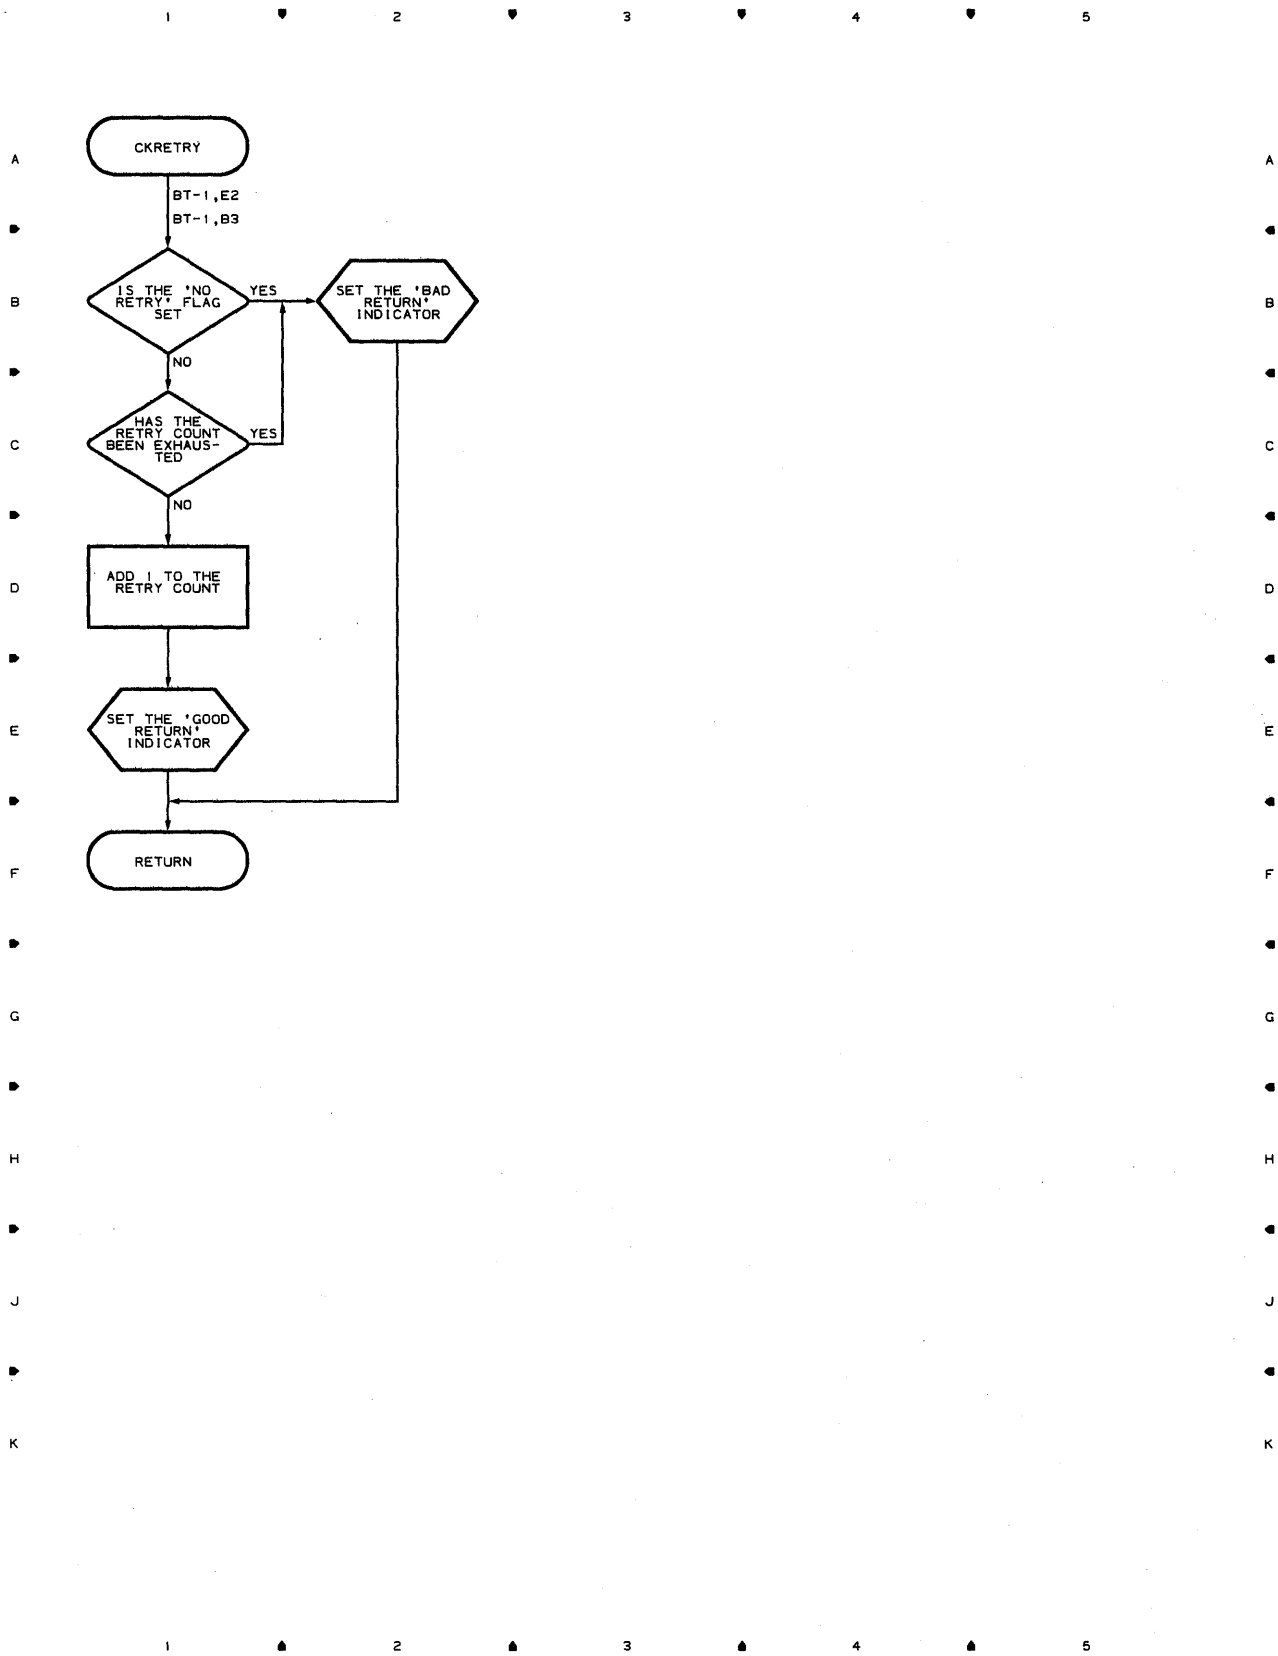 1 2 3 4 5
CKRETRY
A A
BT-1,E2
BT-1,B3
IS THE 'NO
RETRY' FLAG
SET
YES
SET THE 'BAD
RETURN'
INDICATOR
B B
NO
HAS THE
RETRY COUNT
BEEN EXHAUS-
TED
YES
C C
NO
ADD 1 TO THE
RETRY COUNT
D D
SET THE 'GOOD
RETURN'
INDICATOR
E E
RETURN
F F
G G
H H
J J
K K
1 2 3 4 5